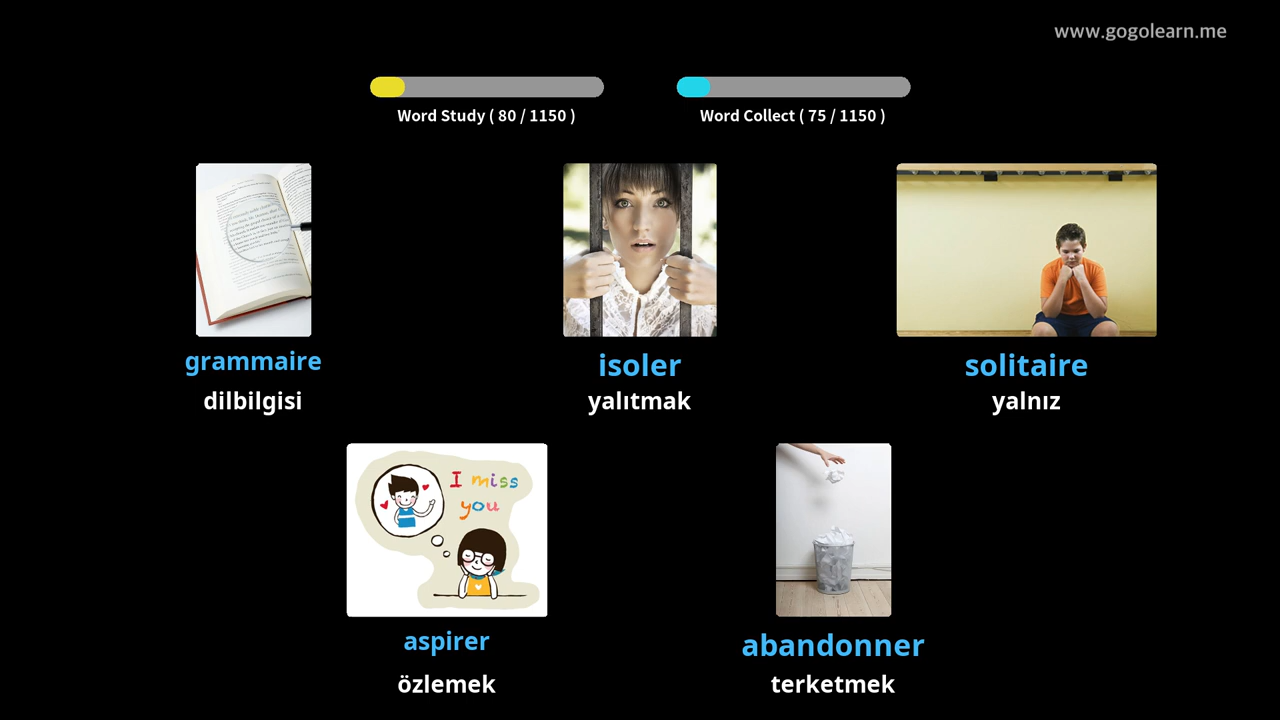 www.gogolearn.me
Word Study ( 80 / 1150 )
Word Collect ( 75 / 1150 )
grammaire
dilbilgisi
isoler
yalıtmak
solitaire
yalnız
I miss
you
aspirer
özlemek
abandonner
terketmek